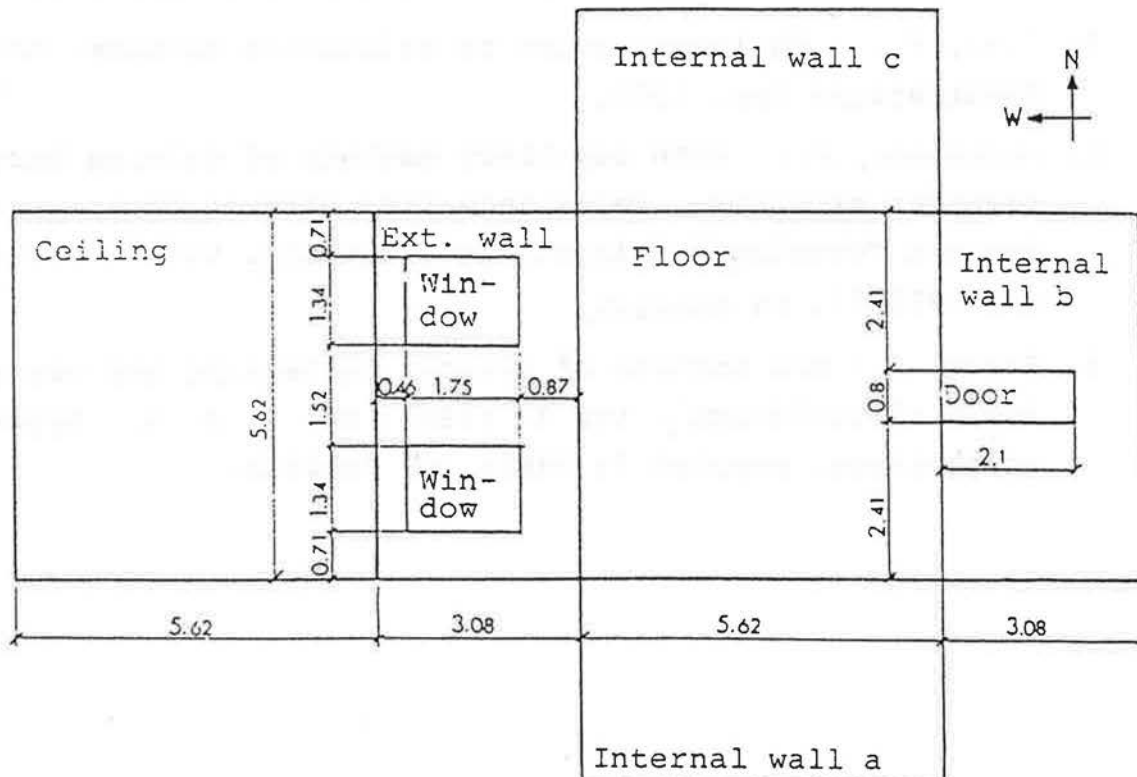 Internal wall c
N
W
Ceiling
0.71
Ext. wall
Floor
Internal
wall b
Win-
dow
1.34
2.41
0.46
1.75
0.87
0.8
Door
5.62
1.52
2.1
Win-
dow
1.34
2.41
0.71
5.62
3.08
5.62
3.08
Internal wall a